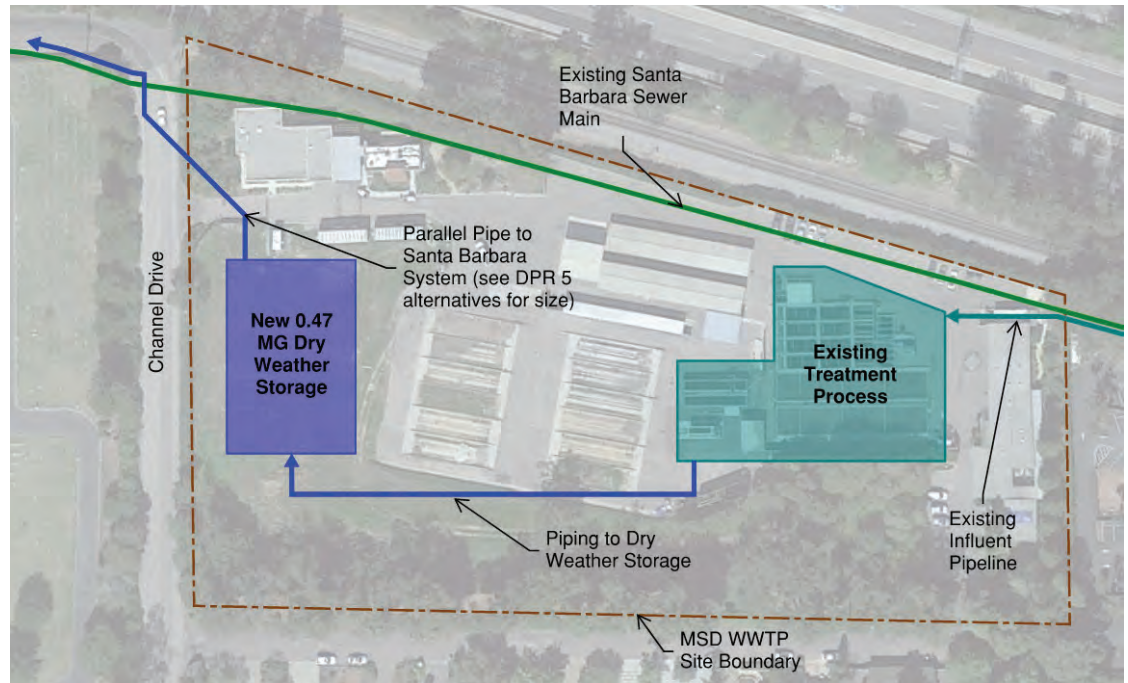 Existing Santa
Barbara Sewer
Main
Parallel Pipe to
Santa Barbara
System (see DPR 5
alternatives for size)
Channel Drive
New 0.47
MG Dry
Weather
Storage
Existing
Treatment
Process
Piping to Dry
Weather Storage
Existing
Influent
Pipeline
MSD WWTP
Site Boundary